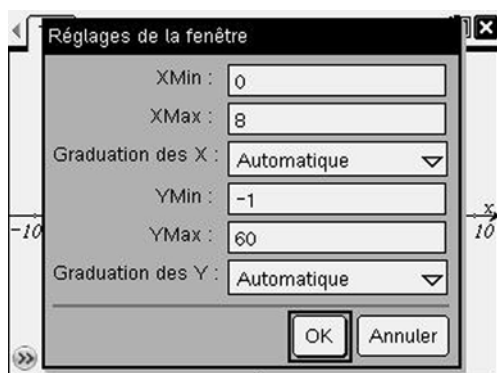 Réglages de la fenêtre
XMin : 0
XMax : 8
Graduation des X : Automatique
YMin : -1
YMax : 60
Graduation des Y : Automatique
OK Annuler
-10
x
10